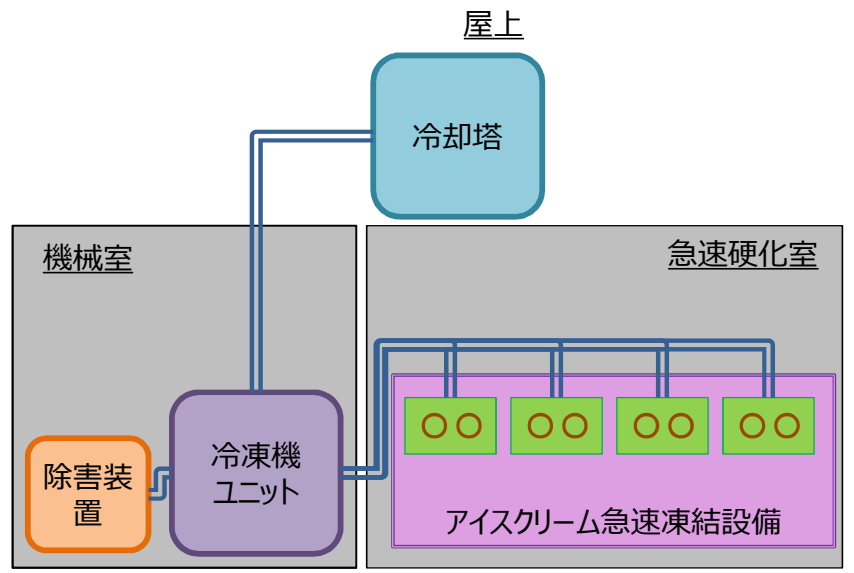 屋上
冷却塔
機械室
急速硬化室
除害装
置
冷凍機
ユニット
アイスクリーム急速凍結設備